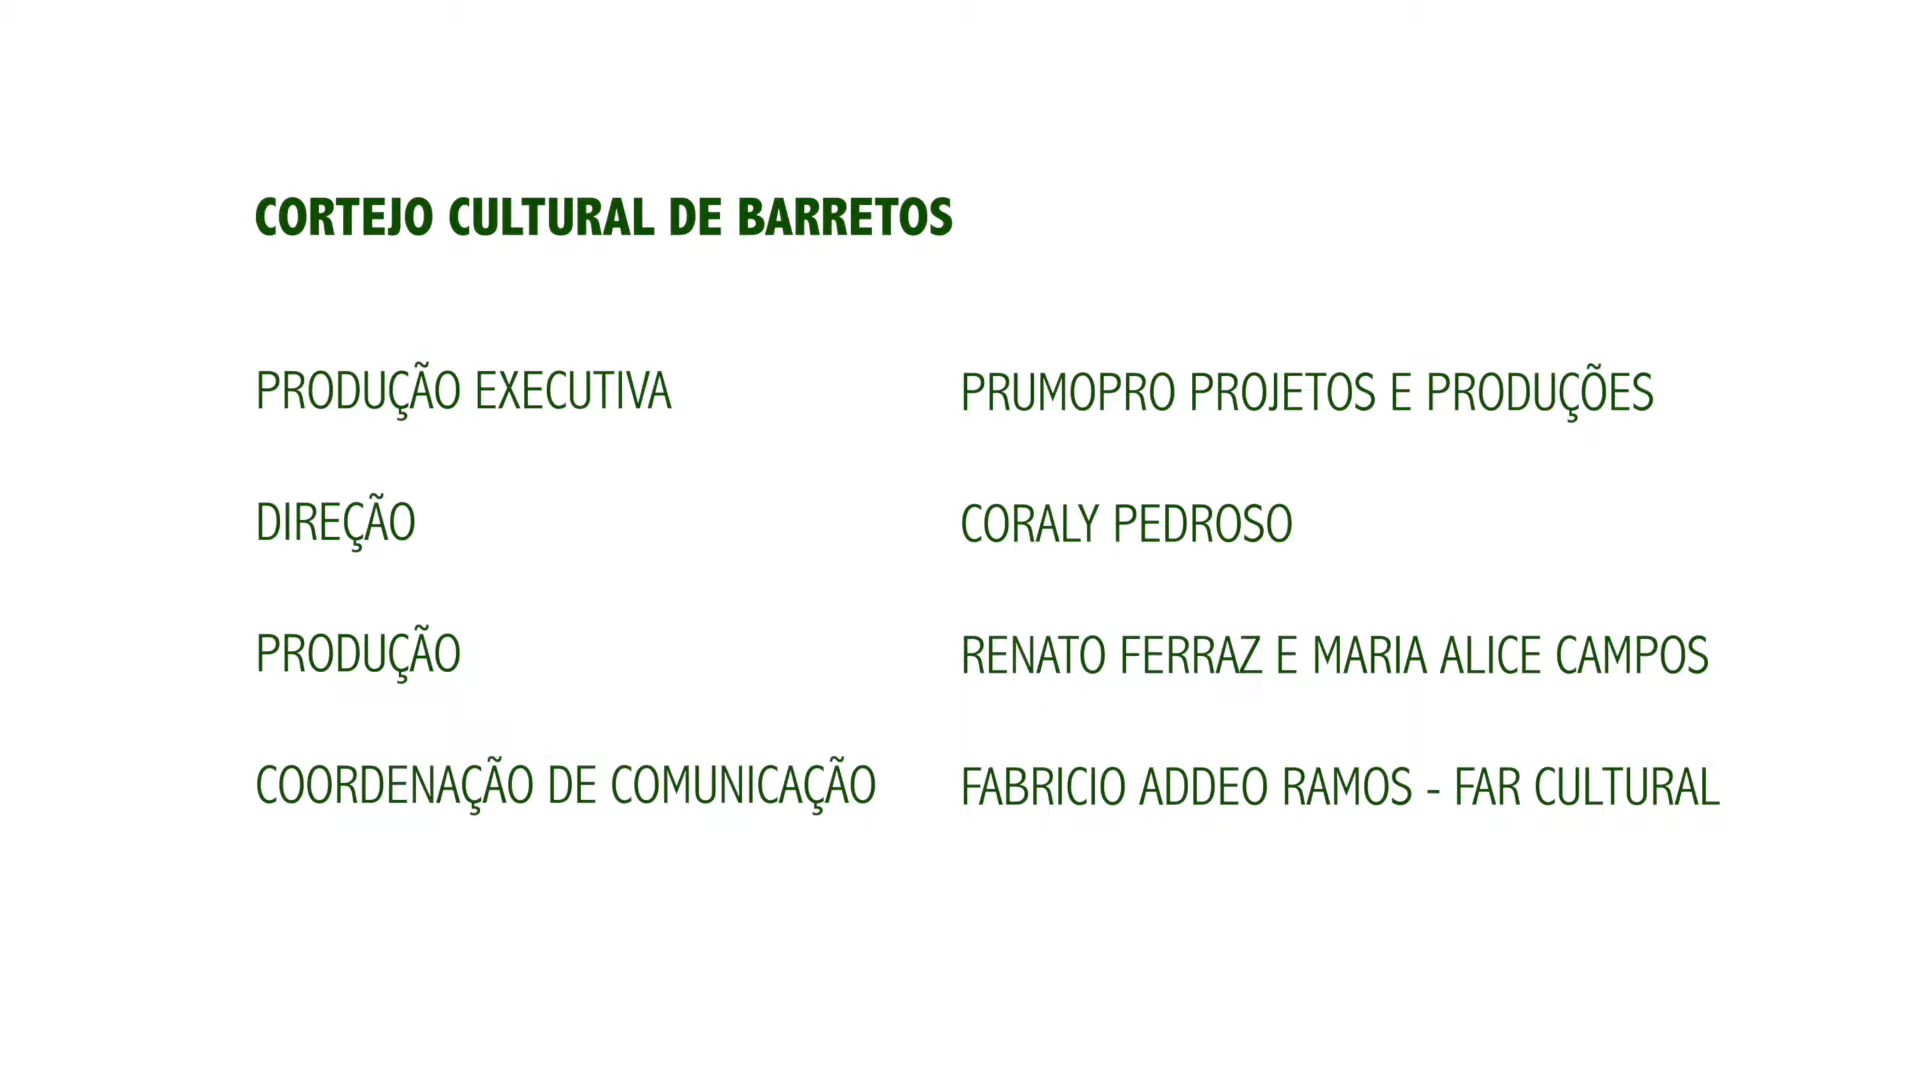 CORTEJO CULTURAL DE BARRETOS
PRODUÇÃO EXECUTIVA PRUMOPRO PROJETOS E PRODUÇÕES
DIREÇÃO CORALY PEDROSO
PRODUÇÃO RENATO FERRAZ E MARIA ALICE CAMPOS
COORDENAÇÃO DE COMUNICAÇÃO FABRICIO ADDEO RAMOS - FAR CULTURAL